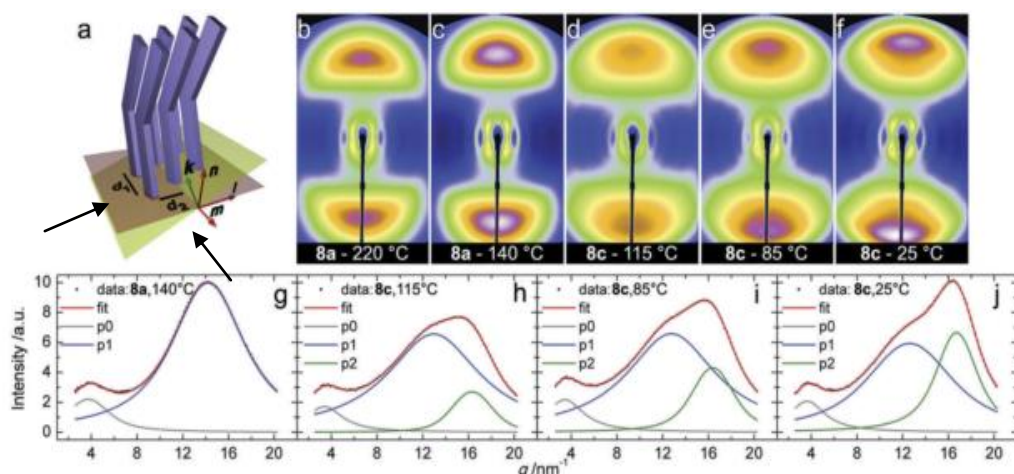 a
b
c
d
e
f
d₁
d₂
k
n
l
m
8a - 220 °C
8a - 140 °C
8c - 115 °C
8c - 85 °C
8c - 25 °C
g
data:8a,140°C
fit
p0
p1
h
data:8c,115°C
fit
p0
p1
p2
i
data:8c,85°C
fit
p0
p1
p2
j
data:8c,25°C
fit
p0
p1
p2
Intensity /a.u.
10
8
6
4
2
0
4 8 12 16 20
4 8 12 16 20
4 8 12 16 20
4 8 12 16 20
q /nm⁻¹